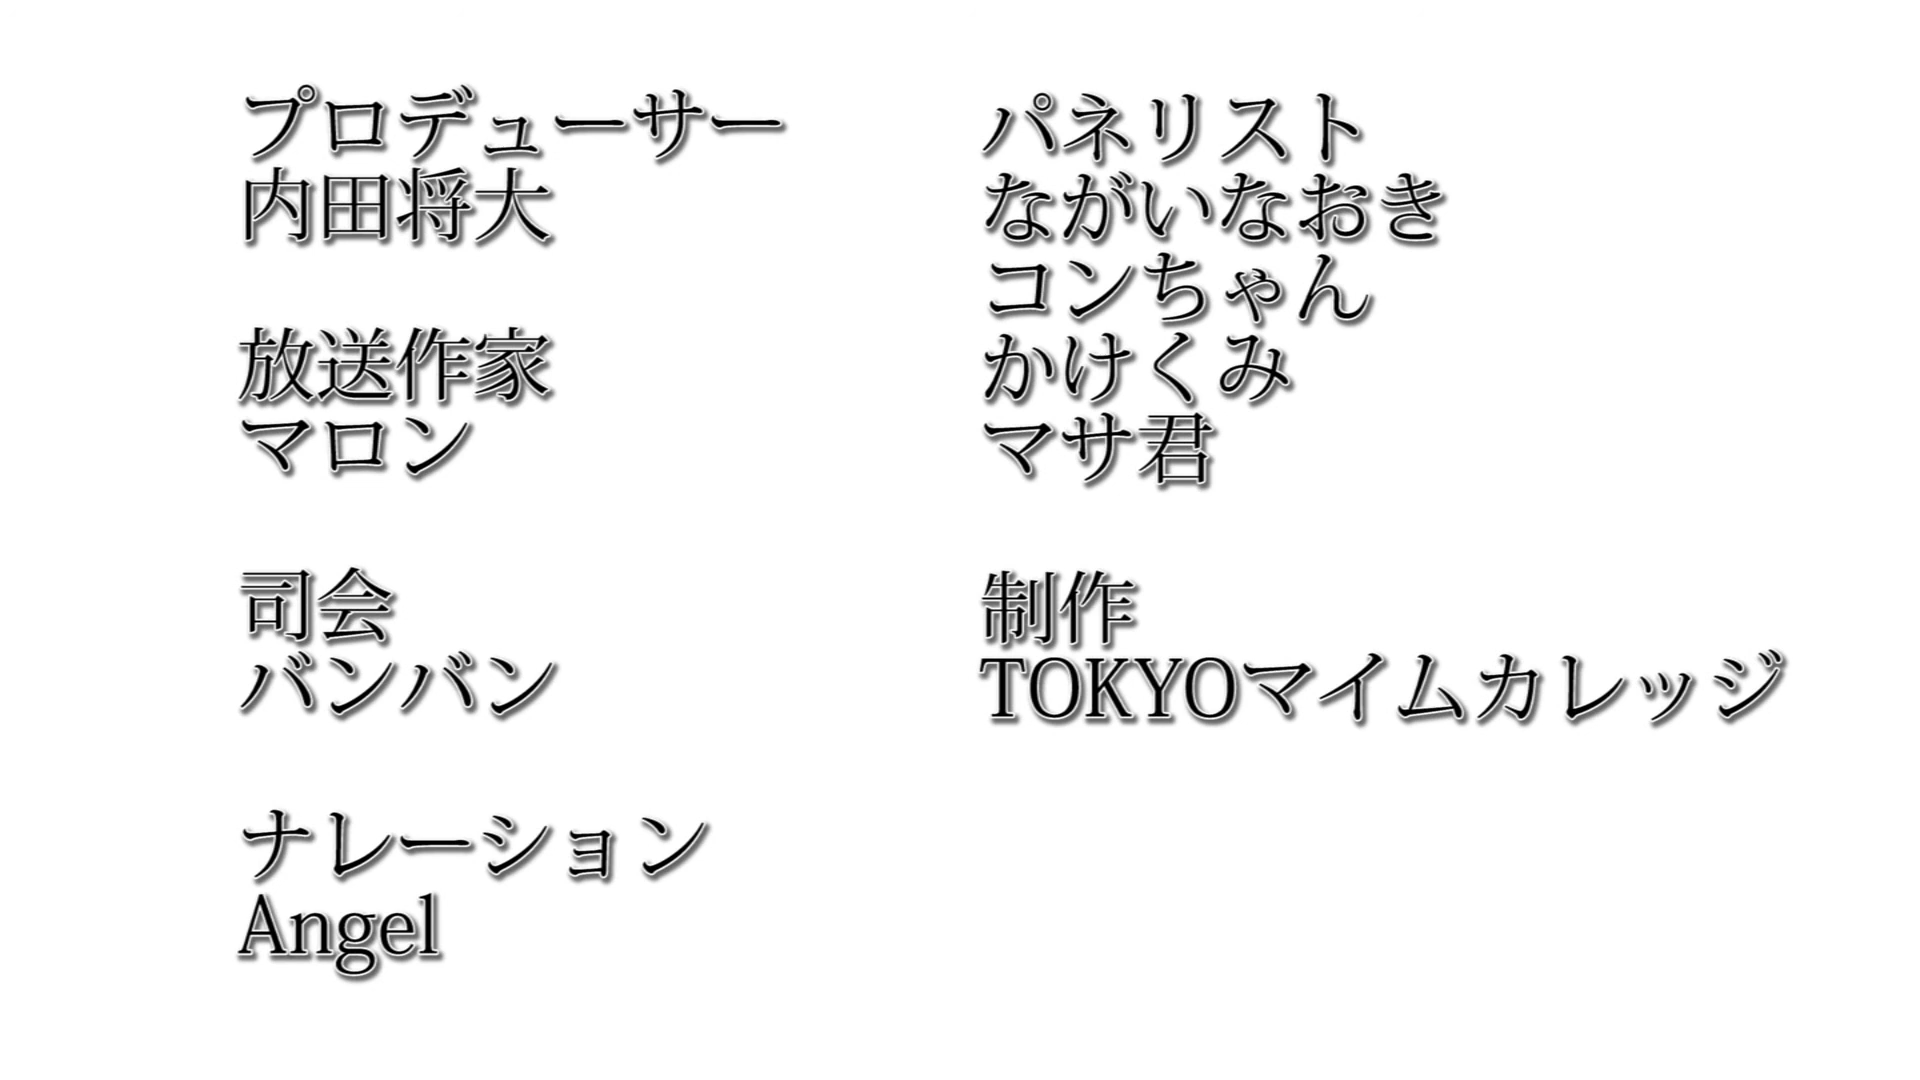 プロデューサー
内田将大
放送作家
マロン
司会
バンバン
ナレーション
Angel
パネリスト
ながいなおき
コンちゃん
かけくみ
マサ君
制作
TOKYOマイムカレッジ